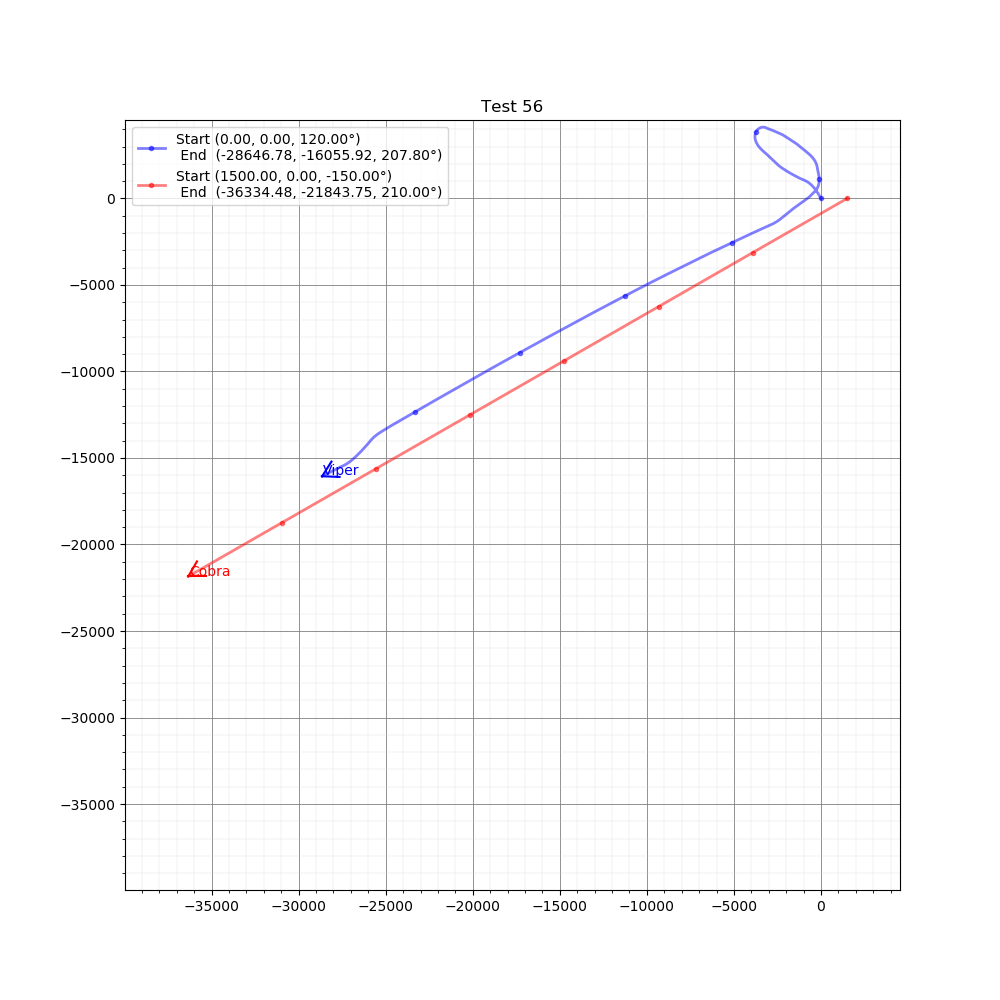 Test 56
Start (0.00, 0.00, 120.00°)
End (-28646.78, -16055.92, 207.80°)
Start (1500.00, 0.00, -150.00°)
End (-36334.48, -21843.75, 210.00°)
0
−5000
−10000
−15000
−20000
−25000
−30000
−35000
Viper
Cobra
−35000 −30000 −25000 −20000 −15000 −10000 −5000 0